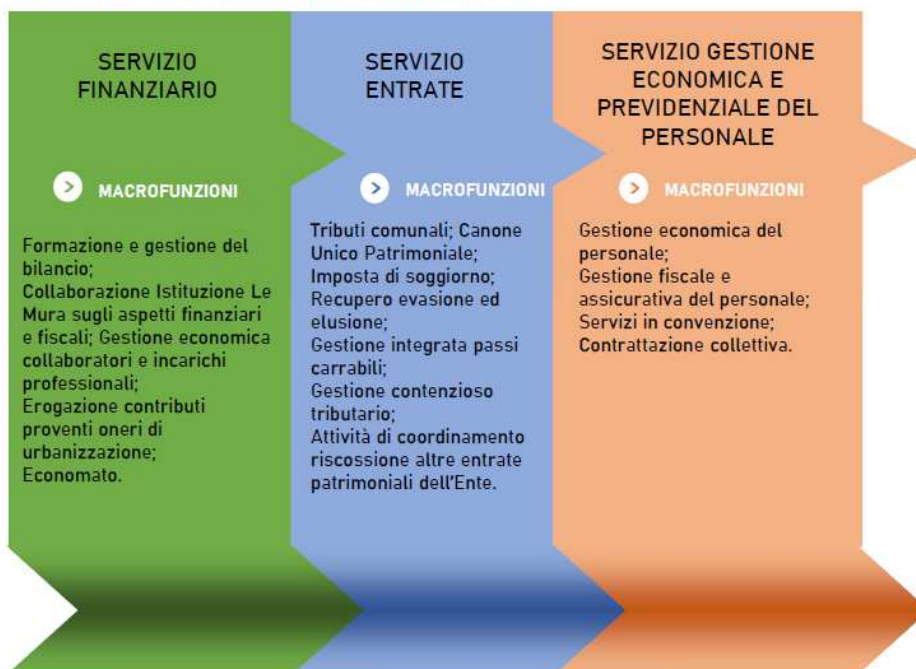 SERVIZIO
FINANZIARIO
MACROFUNZIONI
Formazione e gestione del
bilancio;
Collaborazione Istituzione Le
Mura sugli aspetti finanziari
e fiscali; Gestione economica
collaboratori e incarichi
professionali;
Erogazione contributi
proventi oneri di
urbanizzazione;
Economato.
SERVIZIO
ENTRATE
MACROFUNZIONI
Tributi comunali; Canone
Unico Patrimoniale;
Imposta di soggiorno;
Recupero evasione ed
elusione;
Gestione integrata passi
carrabili;
Gestione contenzioso
tributario;
Attività di coordinamento
riscossione altre entrate
patrimoniali dell'Ente.
SERVIZIO GESTIONE
ECONOMICA E
PREVIDENZIALE DEL
PERSONALE
MACROFUNZIONI
Gestione economica del
personale;
Gestione fiscale e
assicurativa del personale;
Servizi in convenzione;
Contrattazione collettiva.